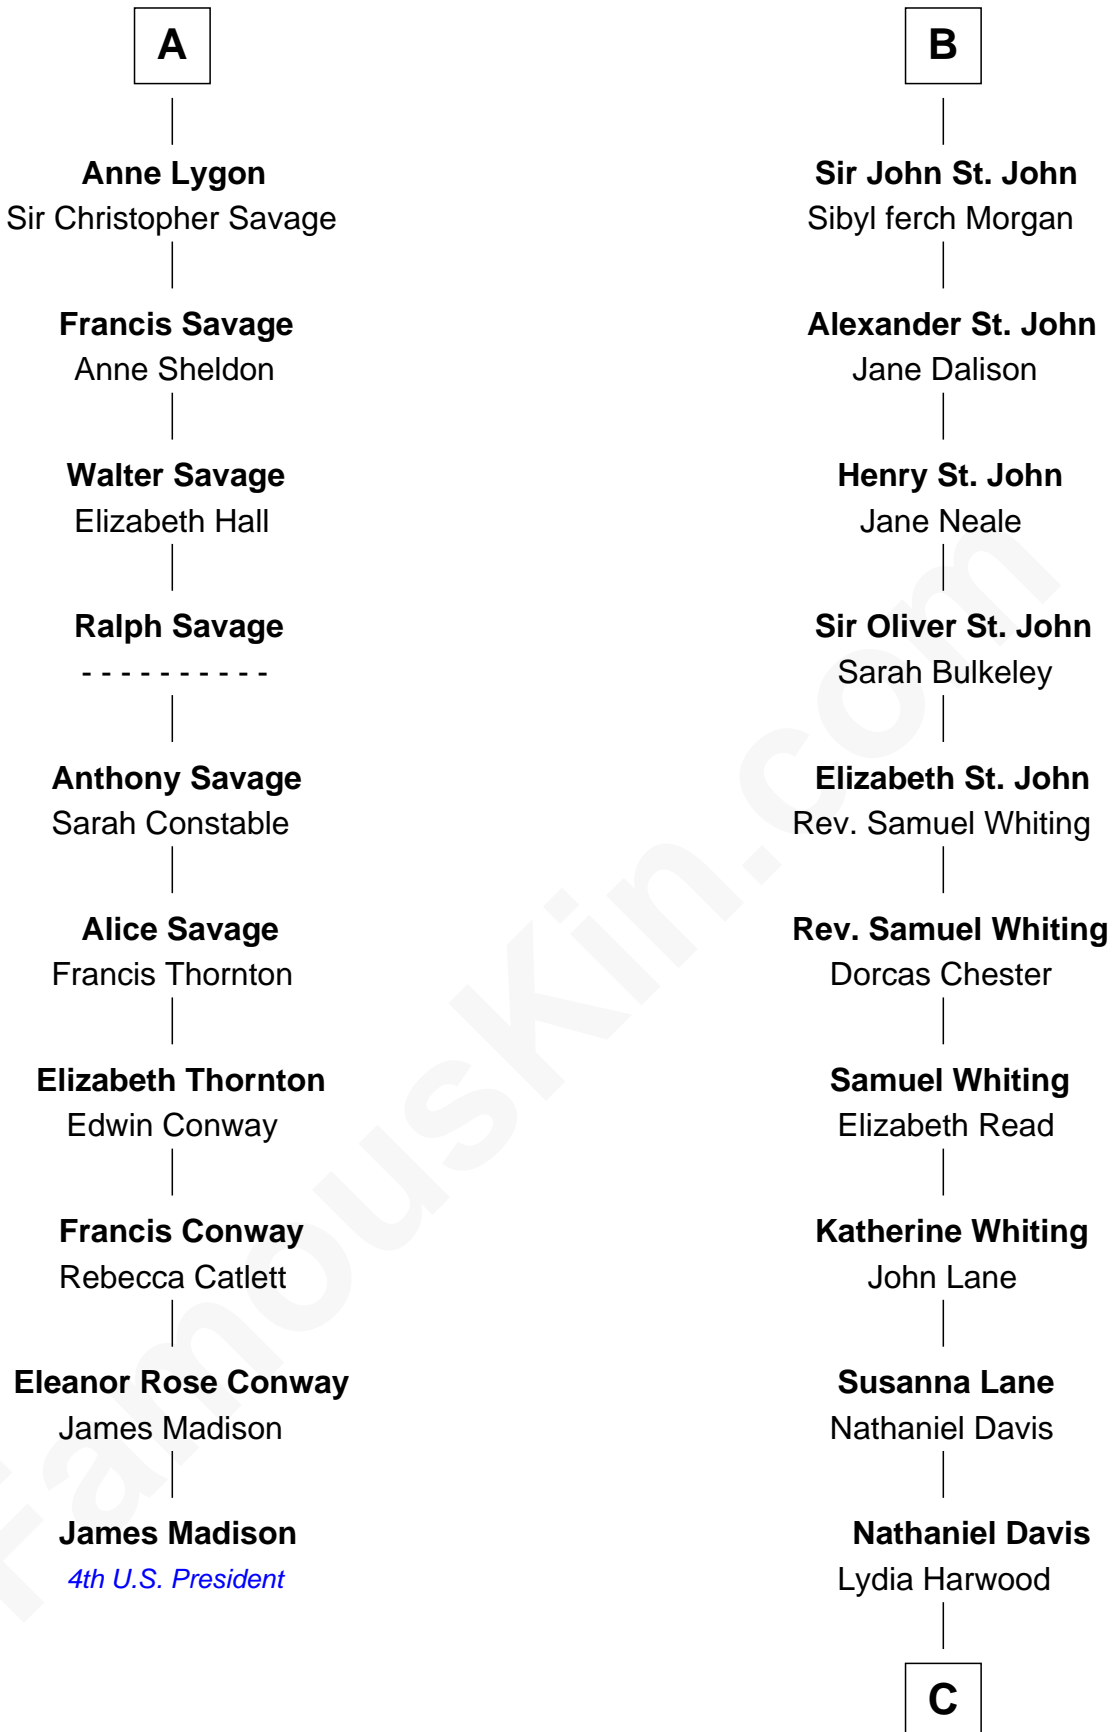 A
Anne Lygon
Sir Christopher Savage
Francis Savage
Anne Sheldon
Walter Savage
Elizabeth Hall
Ralph Savage
- - - - - - - - - -
Anthony Savage
Sarah Constable
Alice Savage
Francis Thornton
Elizabeth Thornton
Edwin Conway
Francis Conway
Rebecca Catlett
Eleanor Rose Conway
James Madison
James Madison
4th U.S. President
B
Sir John St. John
Sibyl ferch Morgan
Alexander St. John
Jane Dalison
Henry St. John
Jane Neale
Sir Oliver St. John
Sarah Bulkeley
Elizabeth St. John
Rev. Samuel Whiting
Rev. Samuel Whiting
Dorcas Chester
Samuel Whiting
Elizabeth Read
Katherine Whiting
John Lane
Susanna Lane
Nathaniel Davis
Nathaniel Davis
Lydia Harwood
C
FamousKin.com